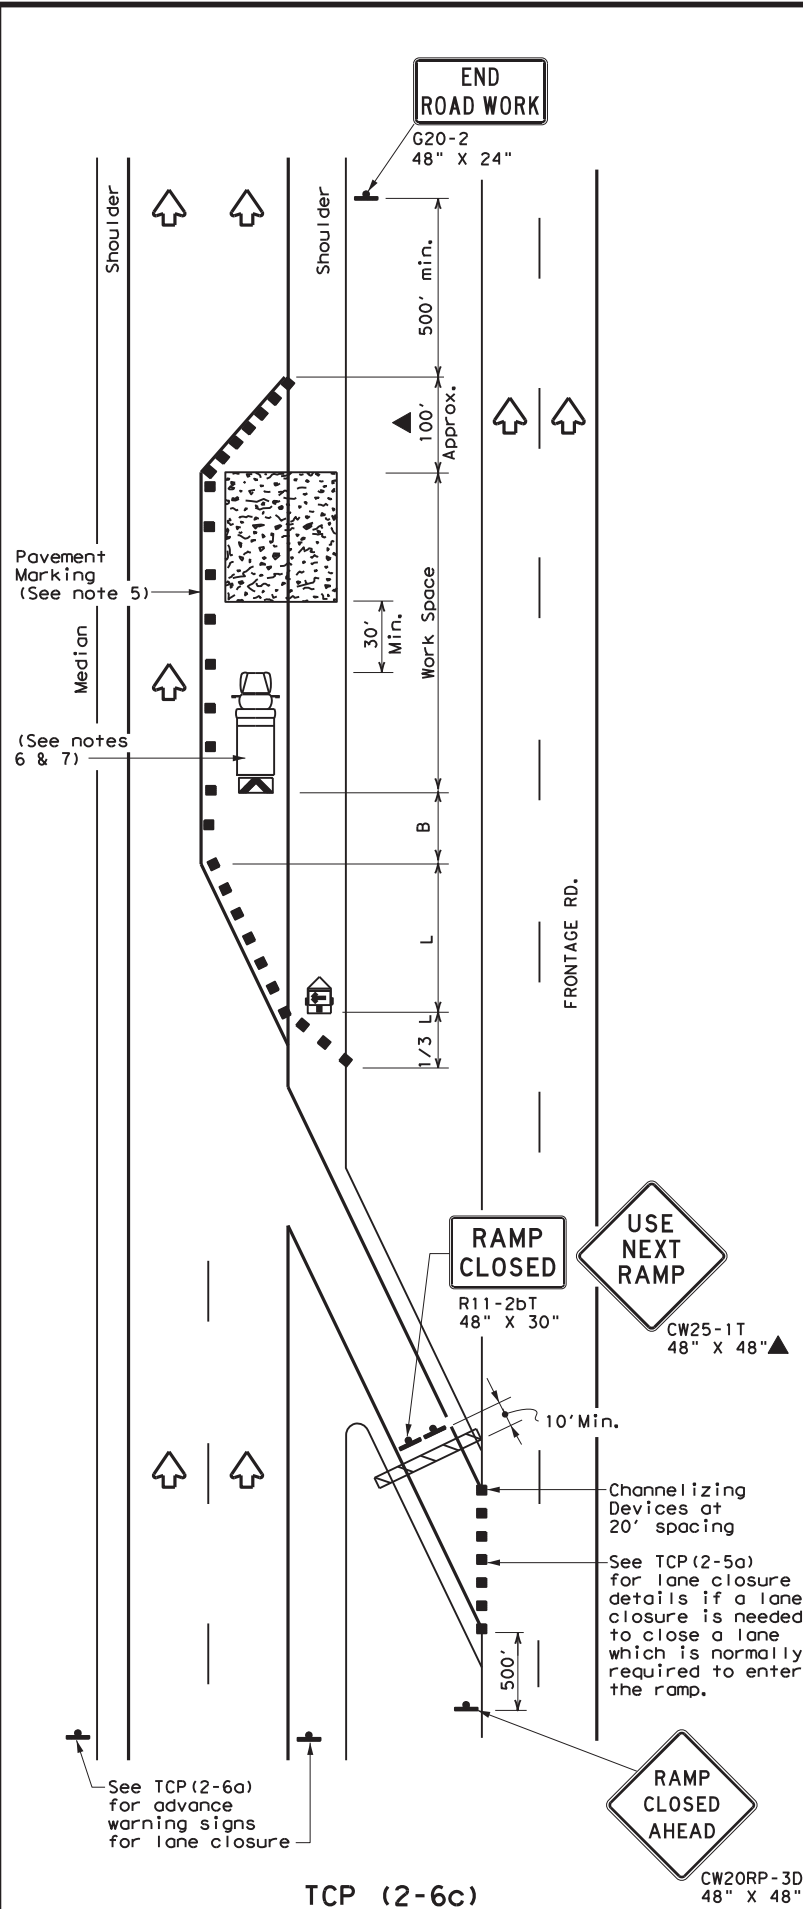 END
ROAD WORK
G20-2
48" X 24"
Shoulder
Shoulder
500' min.
100'
Approx.
Pavement
Marking
(See note 5)
Median
30'
Min.
Work Space
(See notes
6 & 7)
B
L
1/3 L
FRONTAGE RD.
RAMP
CLOSED
R11-2bT
48" X 30"
USE
NEXT
RAMP
CW25-1T
48" X 48"
10'Min.
Channelizing
Devices at
20' spacing
See TCP(2-5a)
for lane closure
details if a lane
closure is needed
to close a lane
which is normally
required to enter
the ramp.
500'
See TCP(2-6a)
for advance
warning signs
for lane closure
RAMP
CLOSED
AHEAD
CW20RP-3D
48" X 48"
TCP (2-6c)